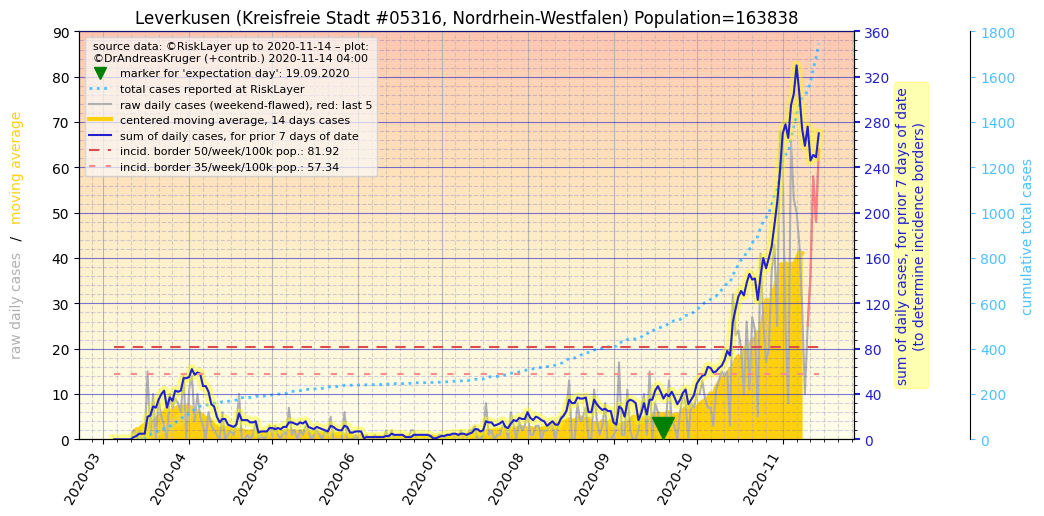 Leverkusen (Kreisfreie Stadt #05316, Nordrhein-Westfalen) Population=163838
source data: ©RiskLayer up to 2020-11-14 – plot:
©DrAndreasKruger (+contrib.) 2020-11-14 04:00
marker for 'expectation day': 19.09.2020
total cases reported at RiskLayer
raw daily cases (weekend-flawed), red: last 5
centered moving average, 14 days cases
sum of daily cases, for prior 7 days of date
incid. border 50/week/100k pop.: 81.92
incid. border 35/week/100k pop.: 57.34
raw daily cases / moving average
90
80
70
60
50
40
30
20
10
0
360
320
280
240
200
160
120
80
40
0
sum of daily cases, for prior 7 days of date
(to determine incidence borders)
1800
1600
1400
1200
1000
800
600
400
200
0
cumulative total cases
2020-03
2020-04
2020-05
2020-06
2020-07
2020-08
2020-09
2020-10
2020-11